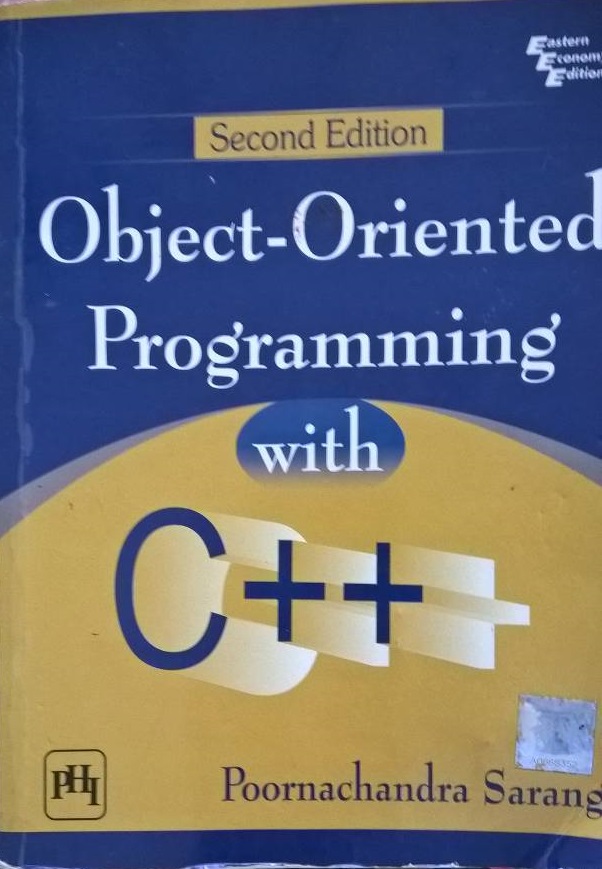 Eastern
Economy
Edition
Second Edition
Object-Oriented
Programming
with
C++
PHI
Poornachandra Sarang